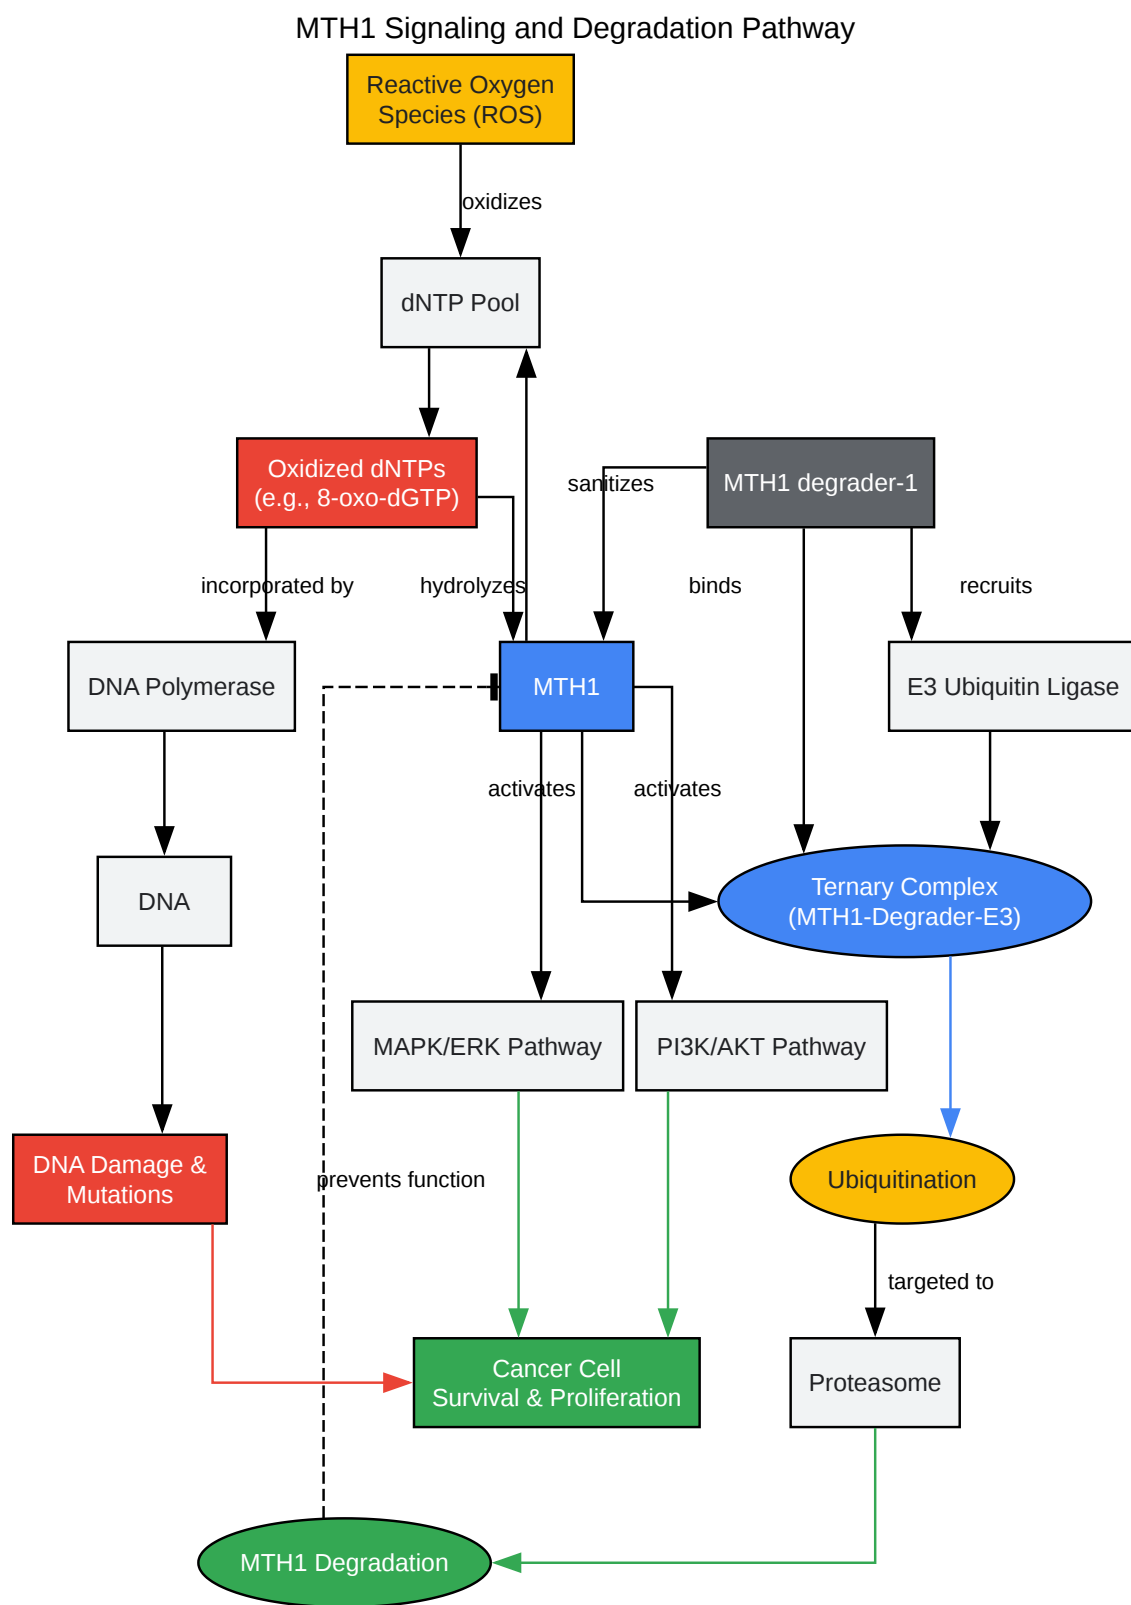 MTH1 Signaling and Degradation Pathway
Reactive Oxygen
Species (ROS)
oxidizes
dNTP Pool
Oxidized dNTPs
(e.g., 8-oxo-dGTP)
sanitizes
MTH1 degrader-1
incorporated by
hydrolyzes
binds
recruits
DNA Polymerase
MTH1
E3 Ubiquitin Ligase
activates
activates
DNA
Ternary Complex
(MTH1-Degrader-E3)
MAPK/ERK Pathway
PI3K/AKT Pathway
DNA Damage &
Mutations
prevents function
Ubiquitination
targeted to
Cancer Cell
Survival & Proliferation
Proteasome
MTH1 Degradation